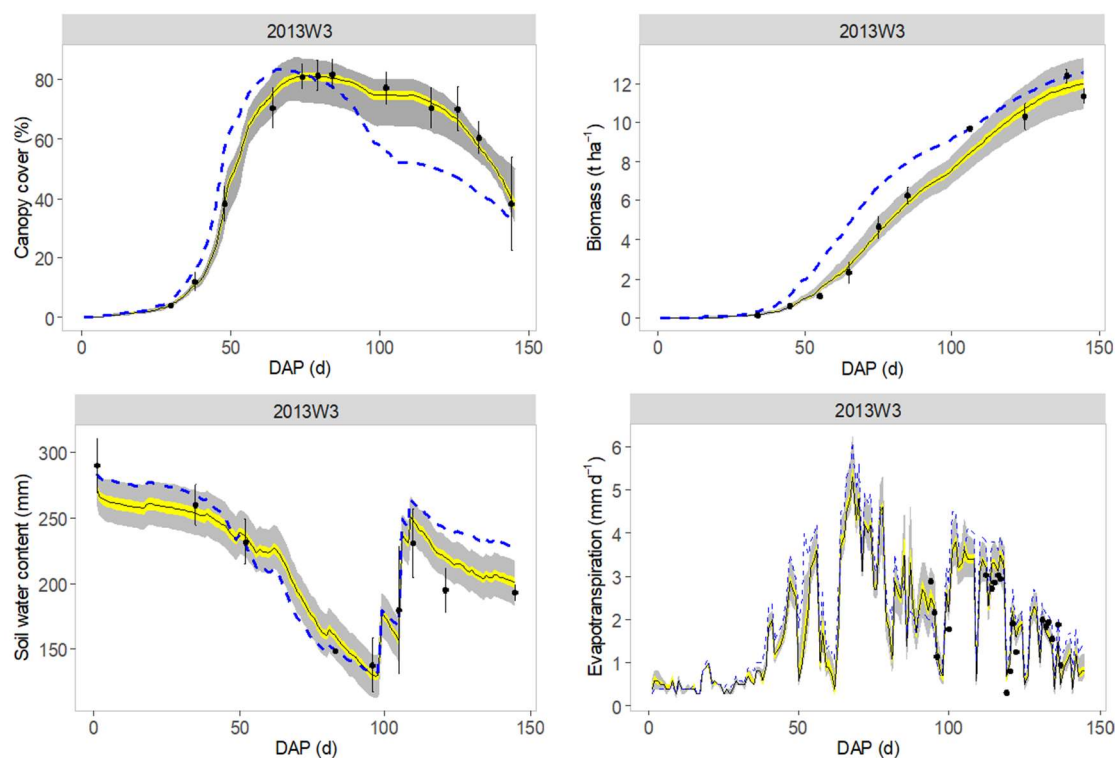 2013W3
Canopy cover (%)
80
60
40
20
0
0 50 100 150
DAP (d)
2013W3
Biomass (t ha⁻¹)
12
10
8
6
4
2
0
0 50 100 150
DAP (d)
2013W3
Soil water content (mm)
300
250
200
150
0 50 100 150
DAP (d)
2013W3
Evapotranspiration (mm d⁻¹)
6
5
4
3
2
1
0
0 50 100 150
DAP (d)